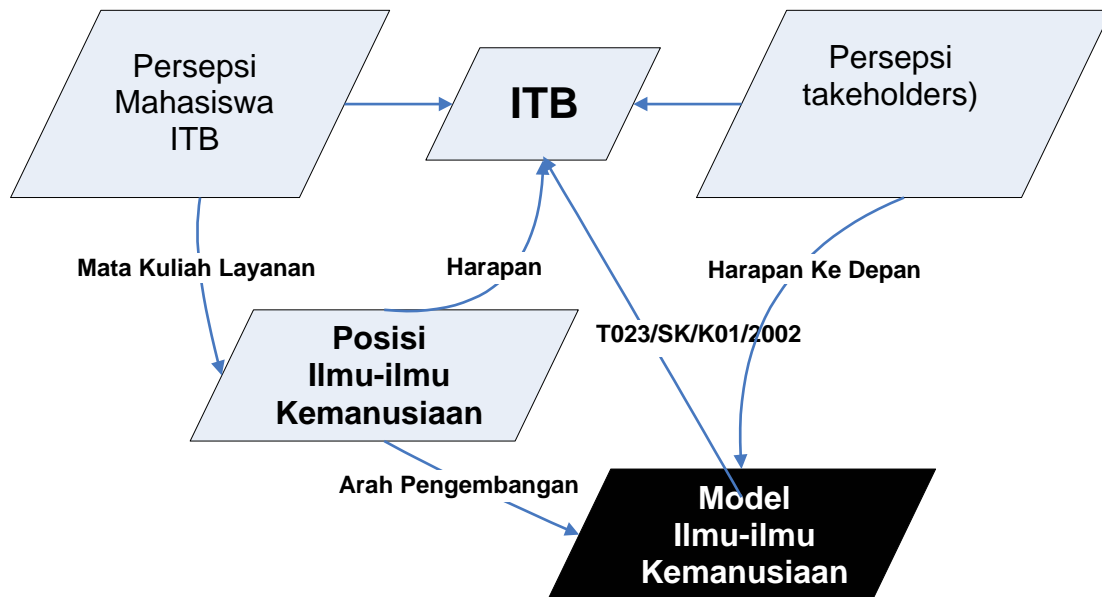 Persepsi
Mahasiswa
ITB
ITB
Persepsi
takeholders)
Mata Kuliah Layanan
Harapan
Harapan Ke Depan
T023/SK/K01/2002
Posisi
Ilmu-ilmu
Kemanusiaan
Arah Pengembangan
Model
Ilmu-ilmu
Kemanusiaan